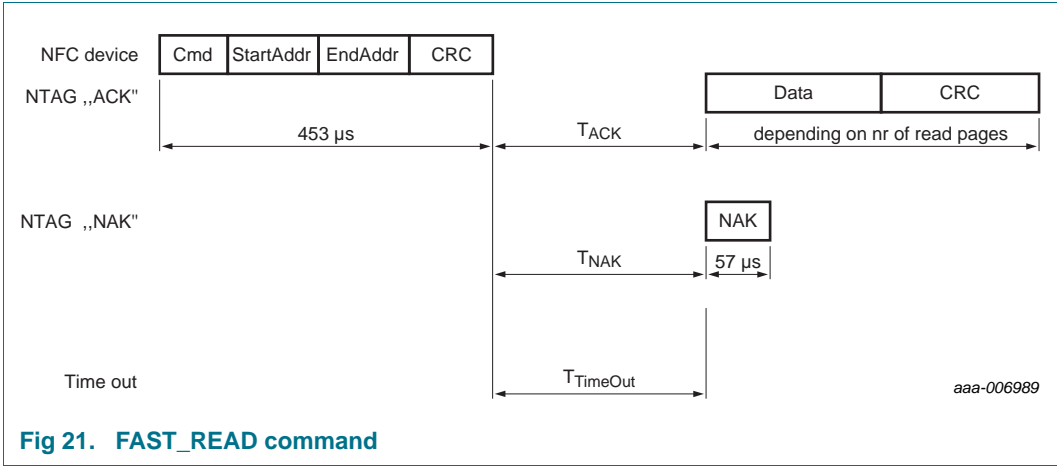 NFC device Cmd StartAddr EndAddr CRC
NTAG ,,ACK" Data CRC
453 µs TACK depending on nr of read pages
NTAG ,,NAK" NAK
TNAK 57 µs
Time out TTimeOut aaa-006989
Fig 21. FAST_READ command